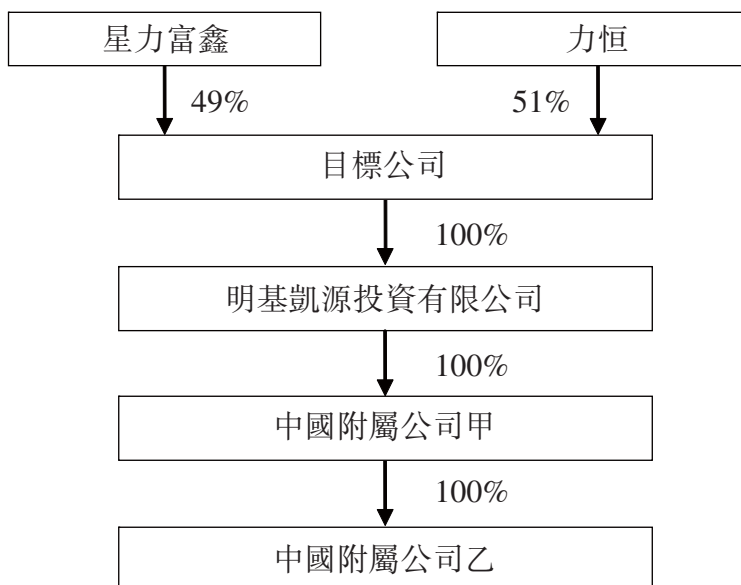 星力富鑫
力恒
49%
51%
目標公司
100%
明基凱源投資有限公司
100%
中國附屬公司甲
100%
中國附屬公司乙